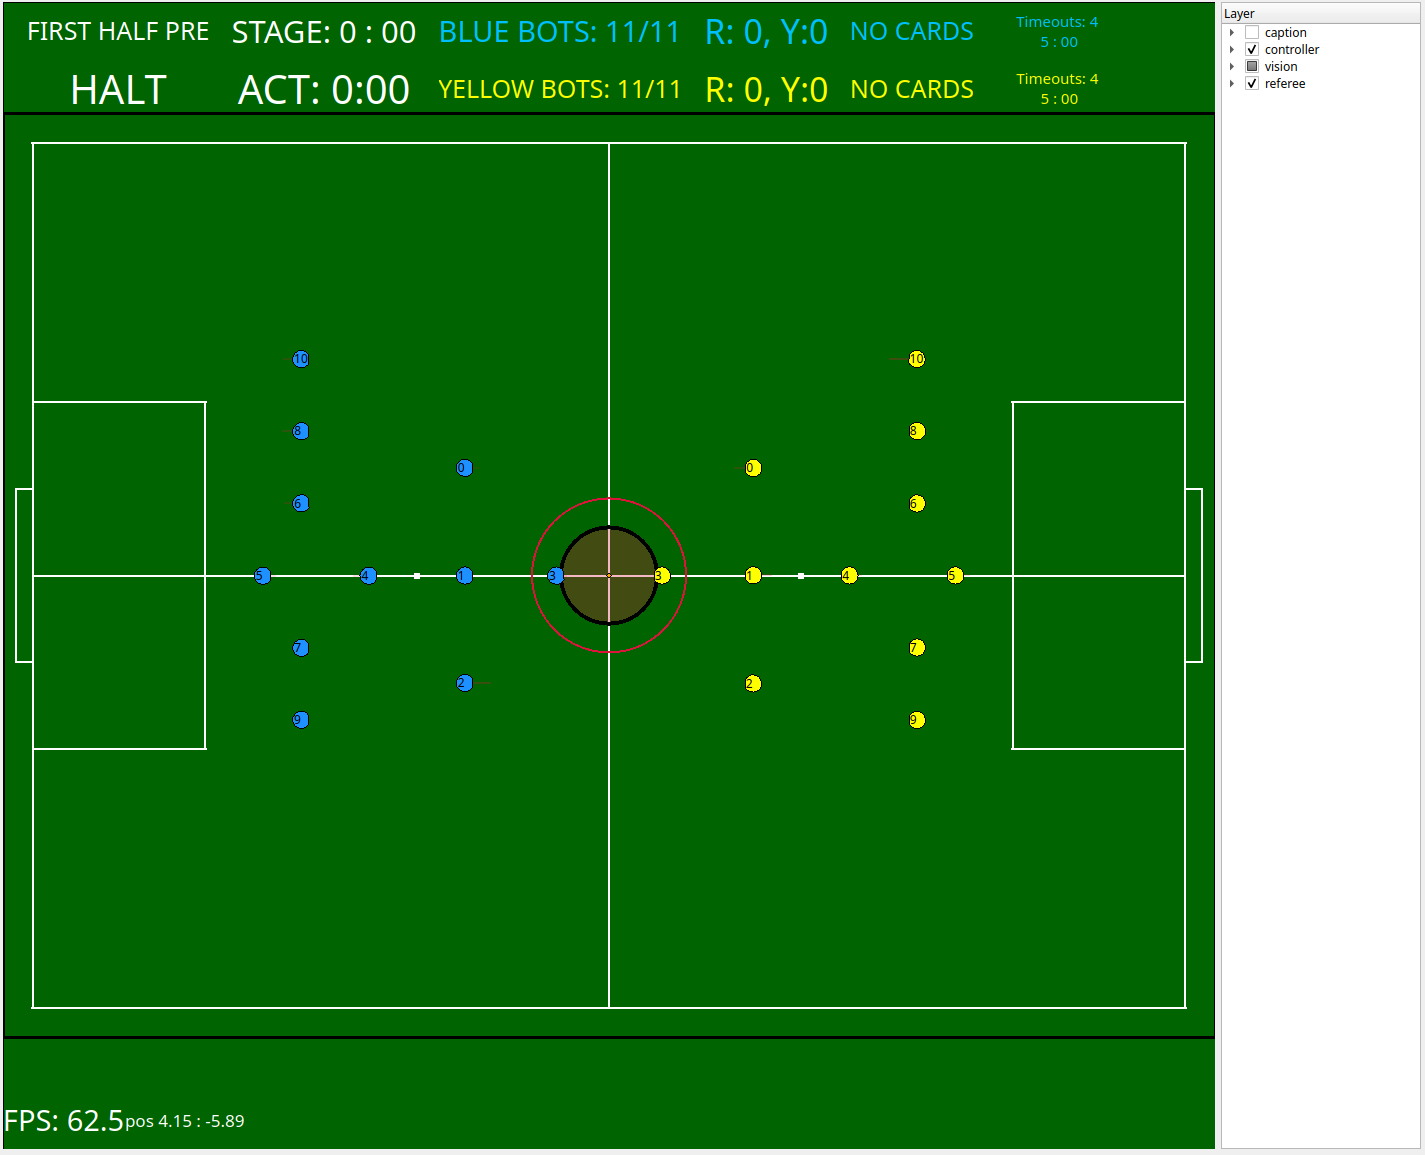 FIRST HALF PRE STAGE: 0 : 00 BLUE BOTS: 11/11 R: 0, Y:0 NO CARDS Timeouts: 4
5 : 00
HALT ACT: 0:00 YELLOW BOTS: 11/11 R: 0, Y:0 NO CARDS Timeouts: 4
5 : 00
10 10
8 8
0 0
6 6
5 4 1 3 3 1 4 5
7 7
2 2
9 9
FPS: 62.5 pos 4.15 : -5.89
Layer
caption
controller
vision
referee